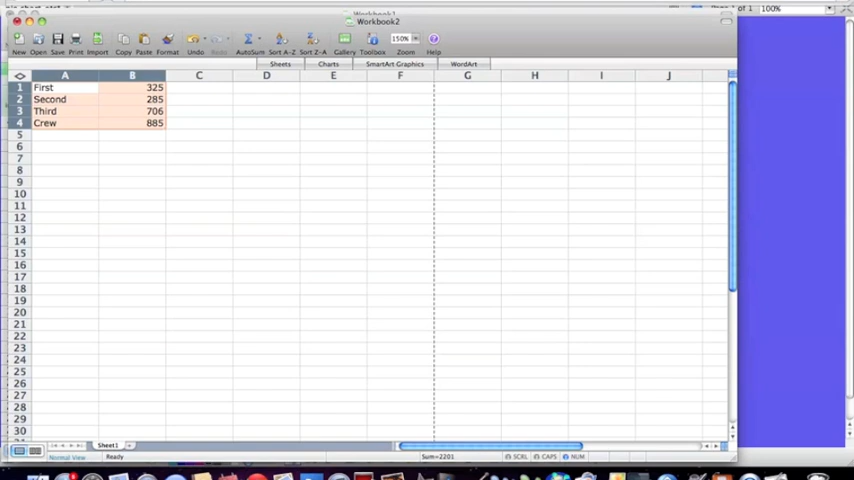 1 of 1 100%
Workbook2
150%
New Open Save Print Import Copy Paste Format Undo Redo AutoSum Sort A-Z Sort Z-A Gallery Toolbox Zoom Help
Sheets Charts SmartArt Graphics WordArt
A B C D E F G H I J
1 First 325
2 Second 285
3 Third 706
4 Crew 885
5
6
7
8
9
10
11
12
13
14
15
16
17
18
19
20
21
22
23
24
25
26
27
28
29
30
Sheet1
Normal View Ready Sum=2201 SCRL CAPS NUM